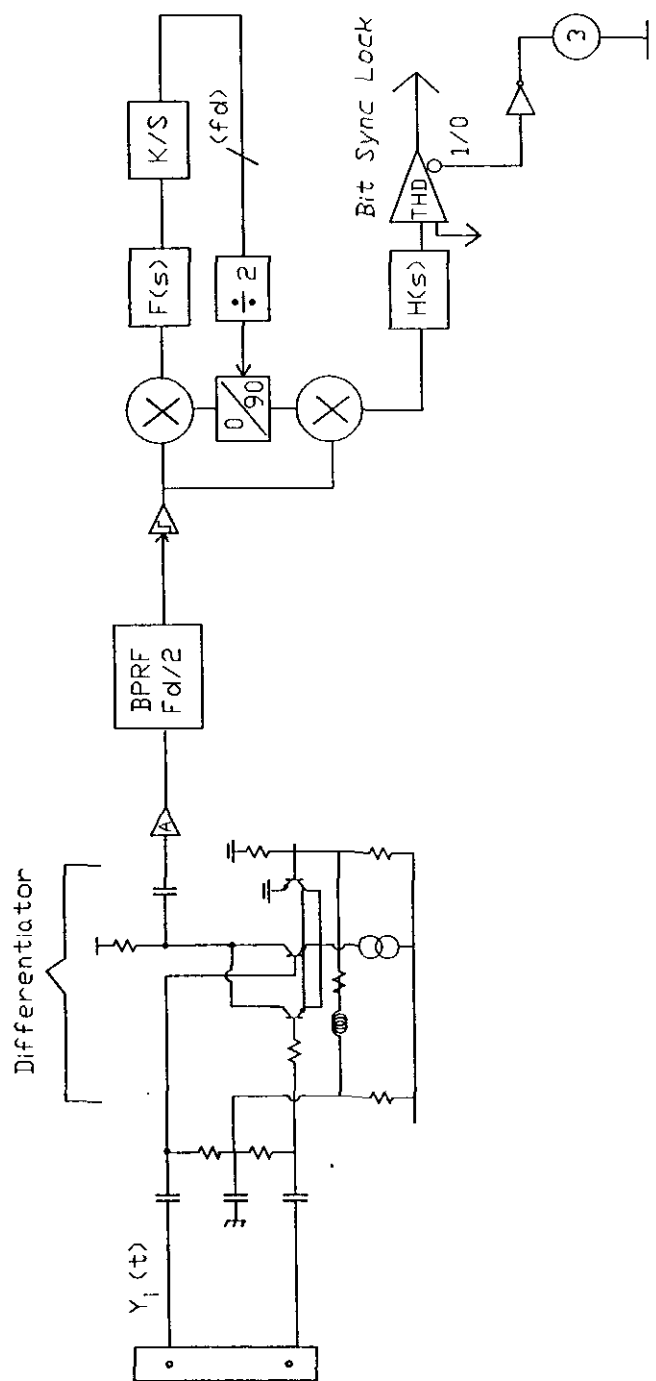 Y₁(t)
Differentiator
A
BPRF
Fd/2
0/90
F(s)
K/S
(fd)
÷ 2
H(s)
THD
Bit Sync Lock
1/0
3